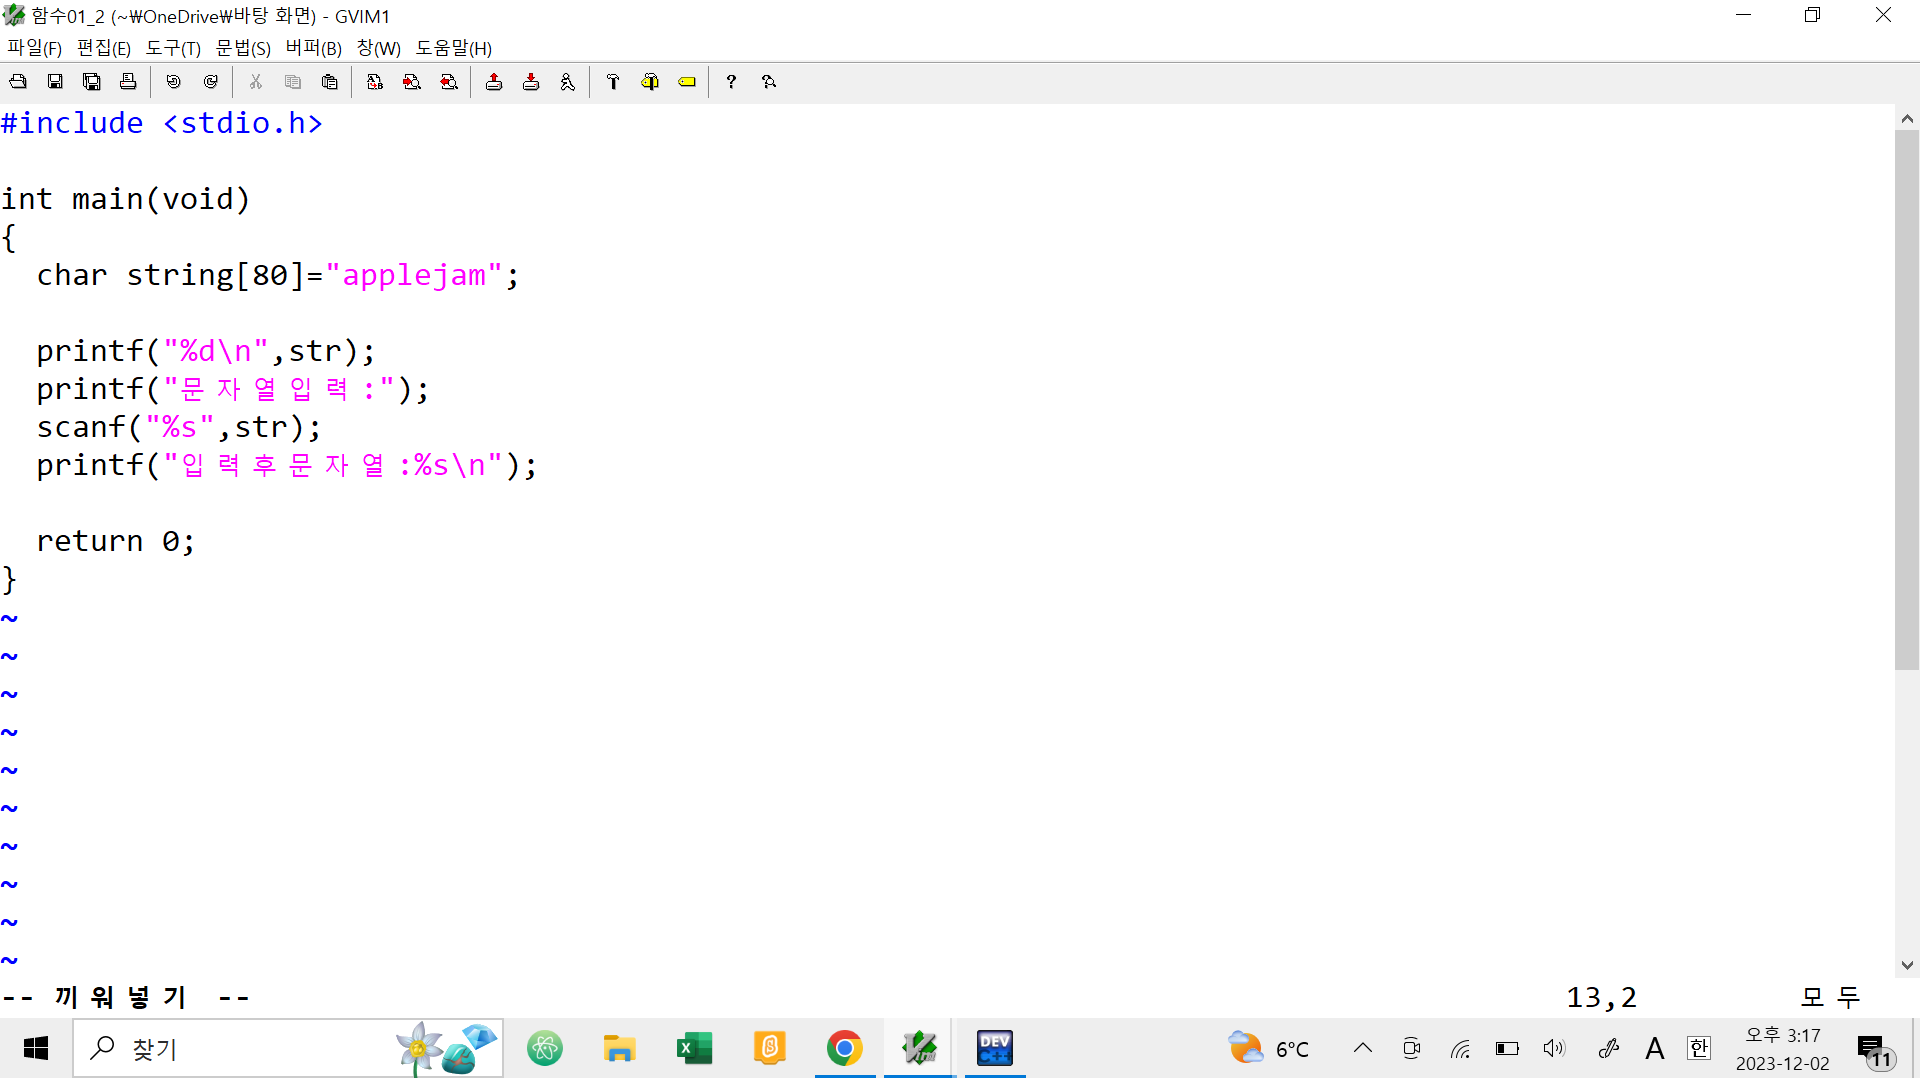 함수01_2 (~\OneDrive\바탕 화면) - GVIM1
파일(F) 편집(E) 도구(T) 문법(S) 버퍼(B) 창(W) 도움말(H)
#include <stdio.h>
int main(void)
{
char string[80]="applejam";
printf("%d\n",str);
printf("문자열입력:");
scanf("%s",str);
printf("입력후문자열:%s\n");
return 0;
}
~
~
~
~
~
~
~
~
~
~
-- 끼워넣기 --
13,2
모두
찾기
DEV C++
6°C
A
한
오후 3:17
2023-12-02
11